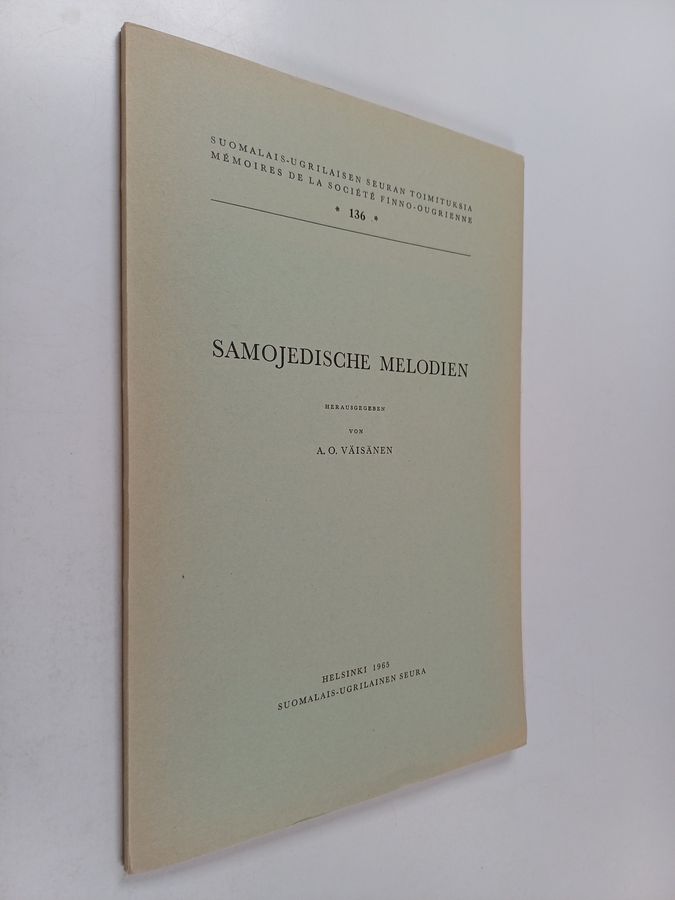 SUOMALAIS-UGRILAISEN SEURAN TOIMITUKSIA
MÉMOIRES DE LA SOCIÉTÉ FINNO-OUGRIENNE
* 136 *
SAMOJEDISCHE MELODIEN
HERAUSGEGEBEN
VON
A. O. VÄISÄNEN
HELSINKI 1965
SUOMALAIS-UGRILAINEN SEURA